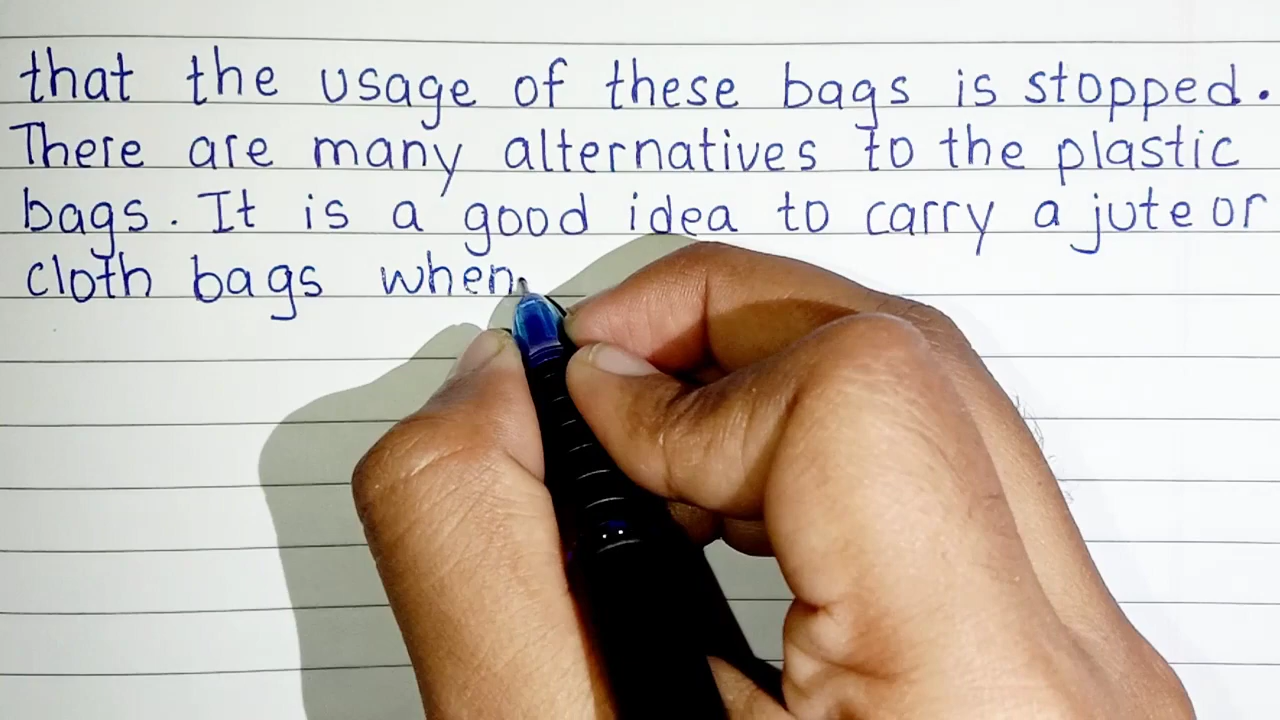 that the usage of these bags is stopped.
There are many alternatives to the plastic
bags. It is a good idea to carry a jute or
cloth bags when